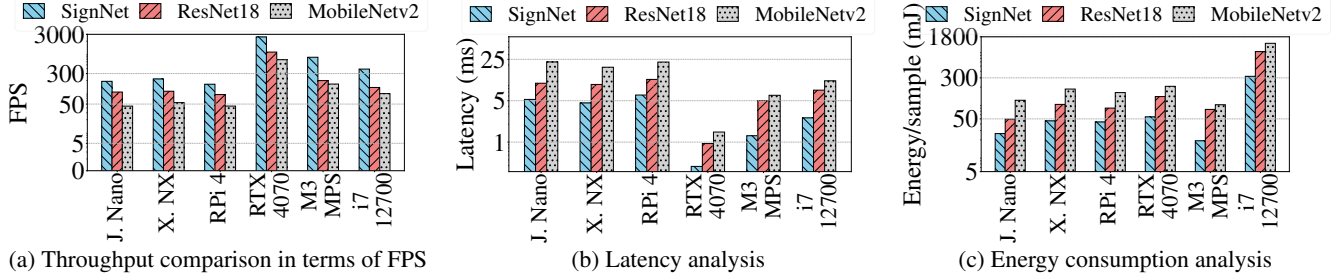 SignNet ResNet18 MobileNetv2
FPS
3000
300
50
5
0
J. Nano
X. NX
RPi 4
RTX
4070
M3
MPS
i7
12700
(a) Throughput comparison in terms of FPS
SignNet ResNet18 MobileNetv2
Latency (ms)
25
5
1
J. Nano
X. NX
RPi 4
RTX
4070
M3
MPS
i7
12700
(b) Latency analysis
SignNet ResNet18 MobileNetv2
Energy/sample (mJ)
1800
300
50
5
J. Nano
X. NX
RPi 4
RTX
4070
M3
MPS
i7
12700
(c) Energy consumption analysis